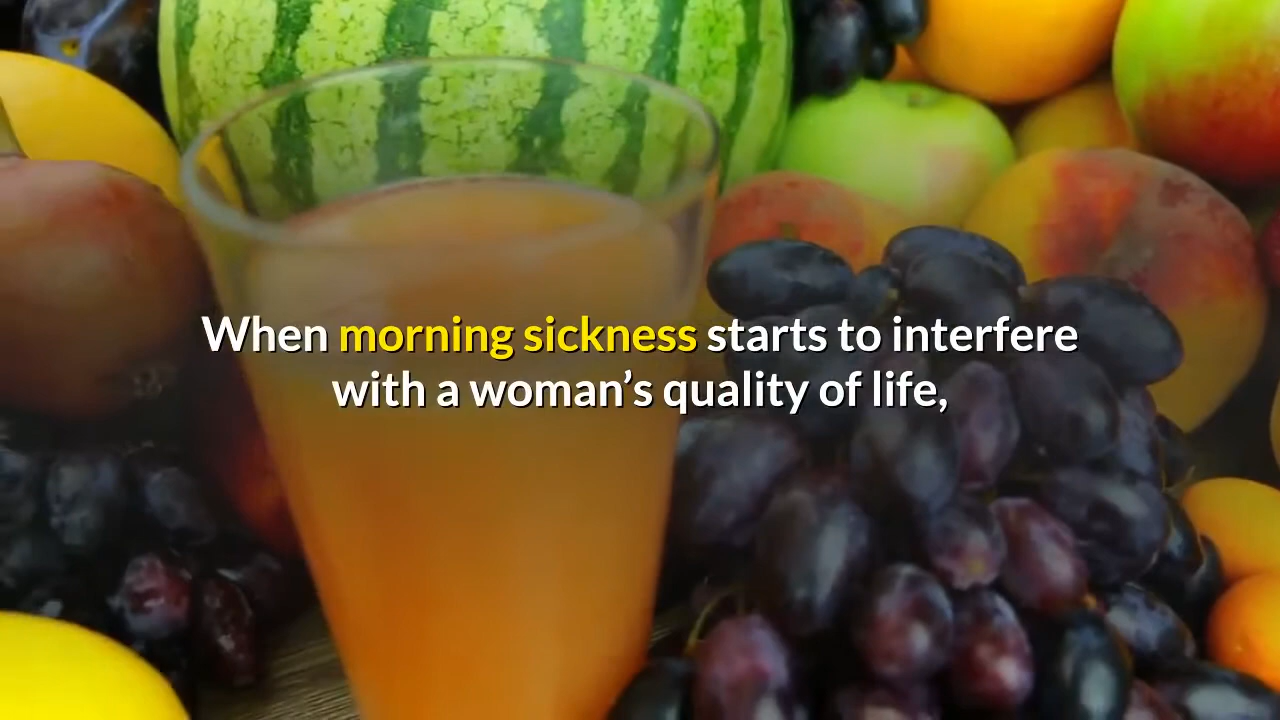 When morning sickness starts to interfere
with a woman’s quality of life,